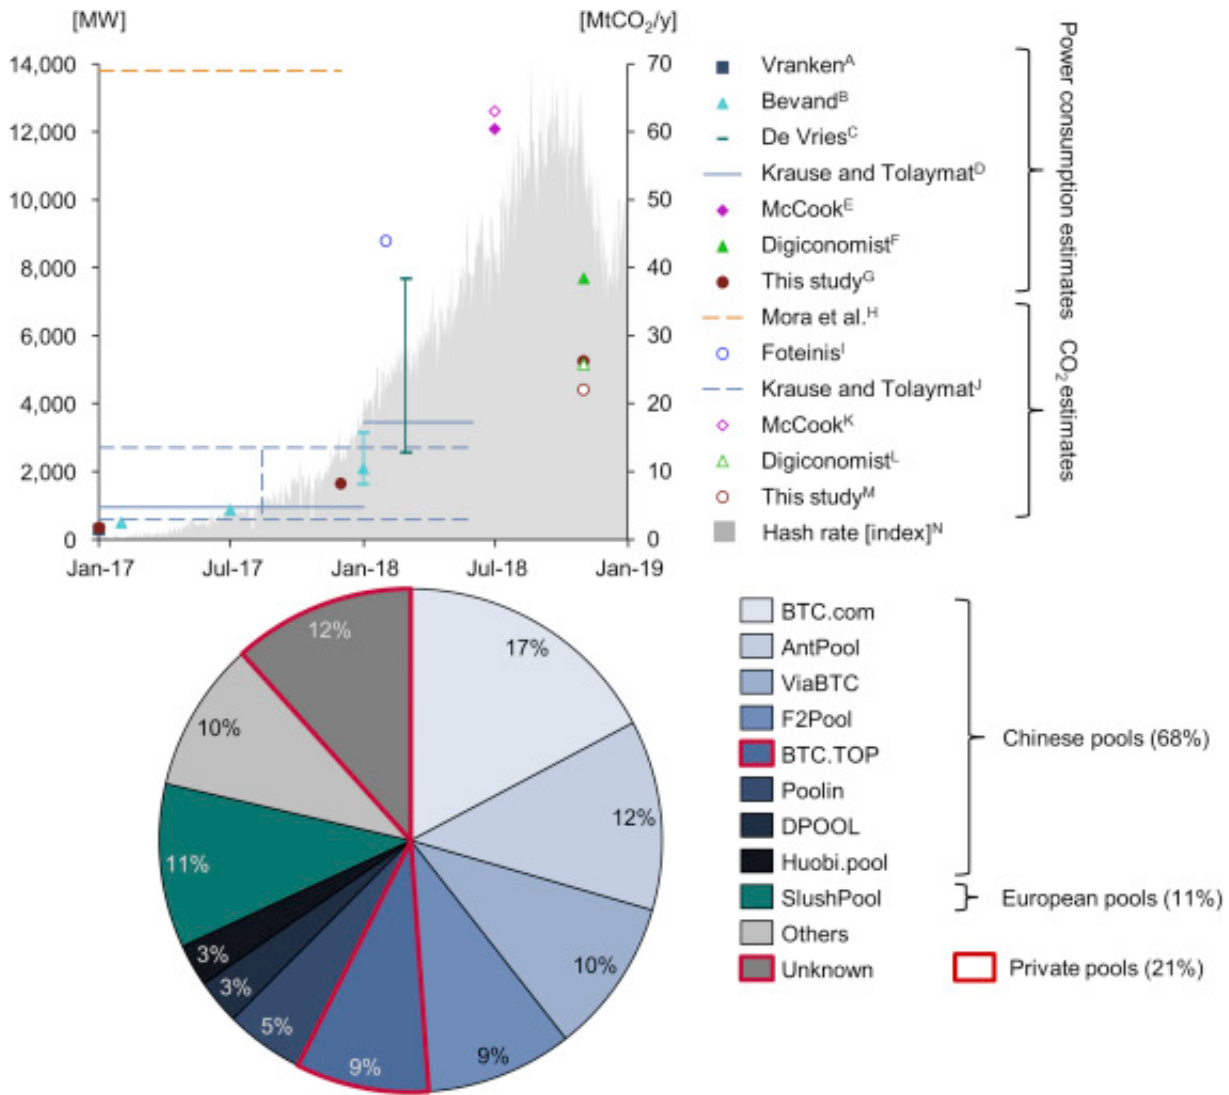 [MW]
[MtCO₂/y]
14,000
12,000
10,000
8,000
6,000
4,000
2,000
0
70
60
50
40
30
20
10
0
Jan-17
Jul-17
Jan-18
Jul-18
Jan-19
Vrankenᴬ
Bevandᴮ
De Vriesᶜ
Krause and Tolaymatᴰ
McCookᴱ
Digiconomistᶠ
This studyᴳ
Mora et al.ᴴ
Foteinisᴵ
Krause and Tolaymatᴶ
McCookᴷ
Digiconomistᴸ
This studyᴹ
Hash rate [index]ᴺ
Power consumption estimates
CO₂ estimates
17%
12%
10%
9%
9%
5%
3%
3%
11%
10%
12%
BTC.com
AntPool
ViaBTC
F2Pool
BTC.TOP
Poolin
DPOOL
Huobi.pool
SlushPool
Others
Unknown
Chinese pools (68%)
European pools (11%)
Private pools (21%)